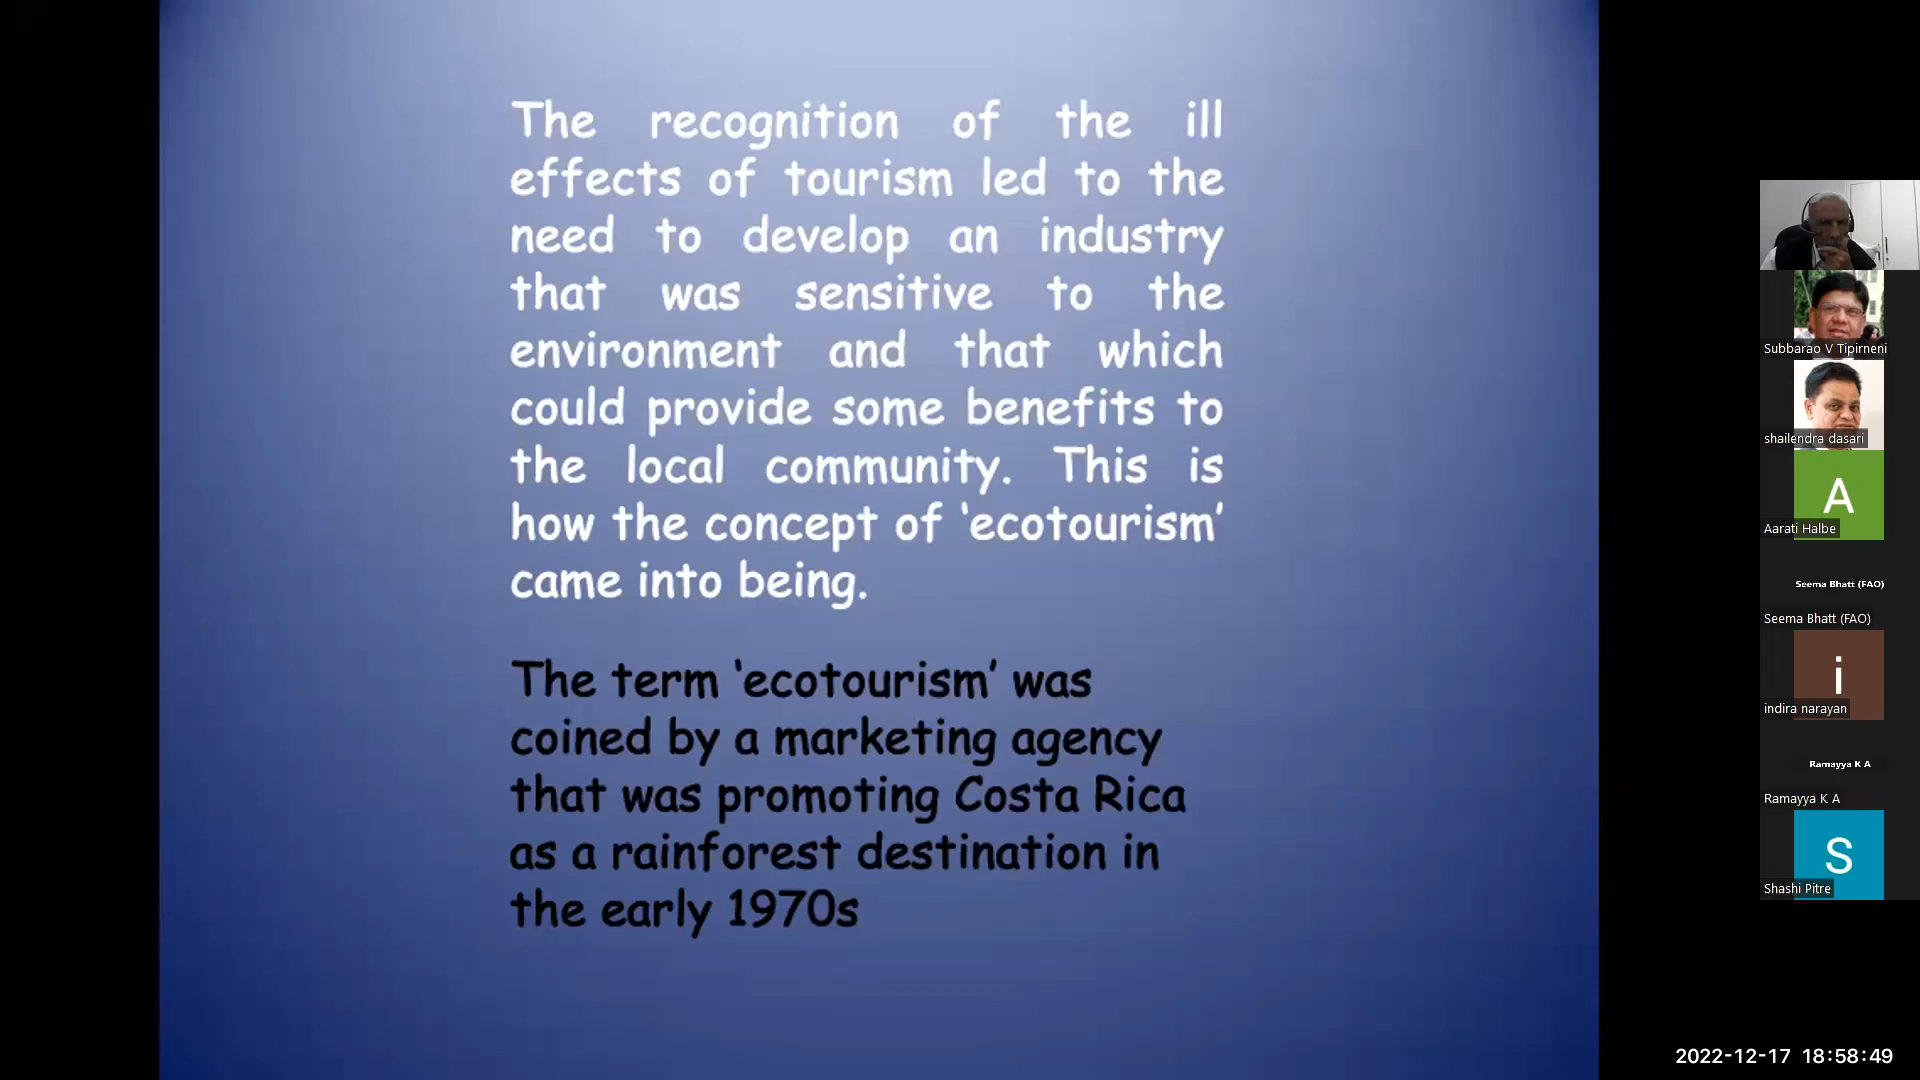 The recognition of the ill
effects of tourism led to the
need to develop an industry
that was sensitive to the
environment and that which
could provide some benefits to
the local community. This is
how the concept of ‘ecotourism’
came into being.
The term ‘ecotourism’ was
coined by a marketing agency
that was promoting Costa Rica
as a rainforest destination in
the early 1970s
Subbarao V Tipirneni
shailendra dasari
A
Aarati Halbe
Seema Bhatt (FAO)
Seema Bhatt (FAO)
i
indira narayan
Ramayya K A
Ramayya K A
S
Shashi Pitre
2022-12-17 18:58:49